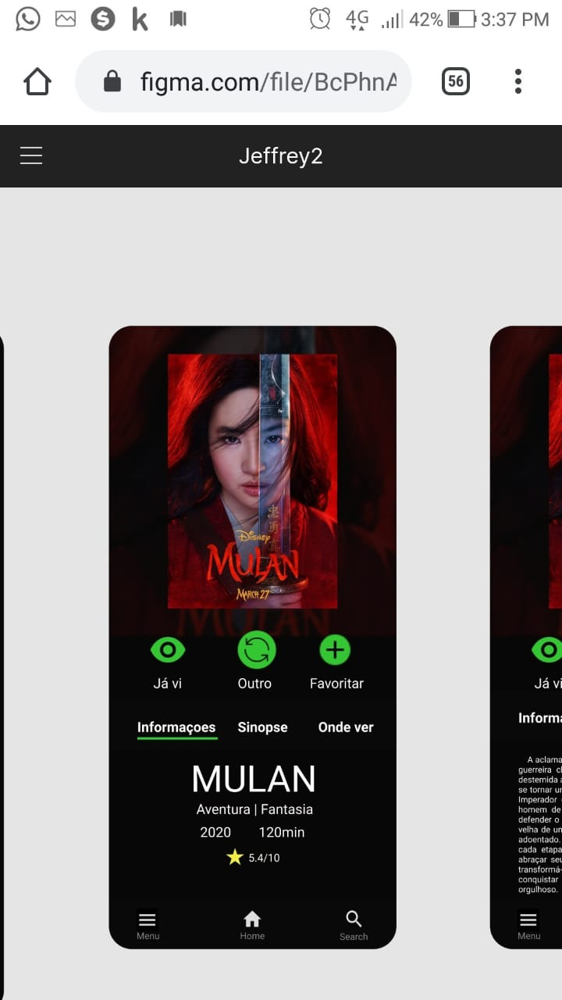 4G 42% 3:37 PM
figma.com/file/BcPhnA
56
Jeffrey2
DISNEY
MULAN
MARCH 27
Já vi
Outro
Favoritar
Informaçoes
Sinopse
Onde ver
MULAN
Aventura | Fantasia
2020 120min
5.4/10
Menu
Home
Search
Já vi
Informa
A aclama
guerreira
destemida
se tornar
Imperador
homem de
defender o
velha de
adoentado.
cada etapa
abraçar
transformá-
conquistar
orgulhoso.
Menu